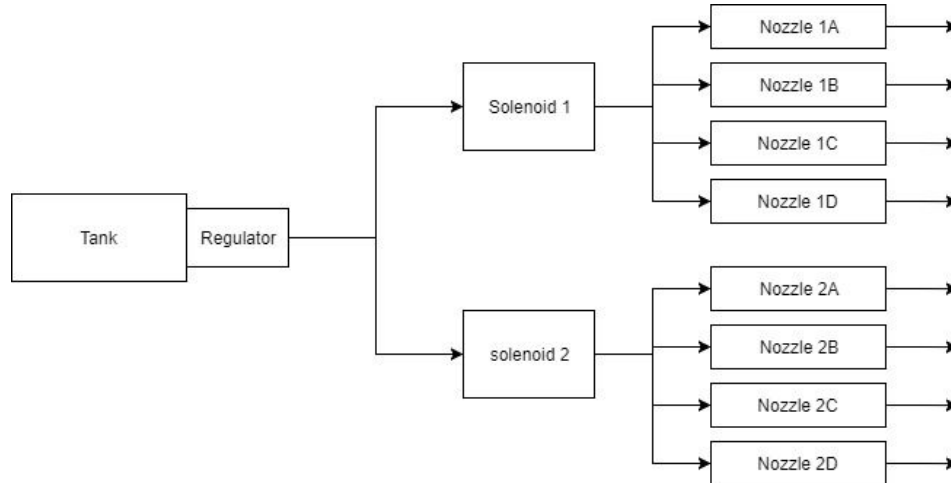 Tank
Regulator
Solenoid 1
solenoid 2
Nozzle 1A
Nozzle 1B
Nozzle 1C
Nozzle 1D
Nozzle 2A
Nozzle 2B
Nozzle 2C
Nozzle 2D